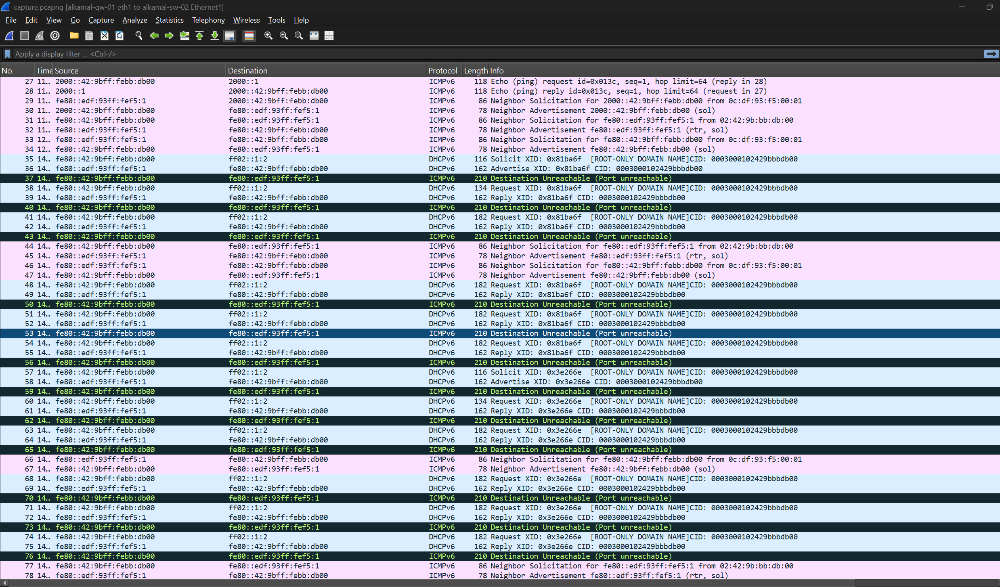 capture.pcapng [alkamal-gw-01 eth1 to alkamal-sw-02 Ethernet1]
File Edit View Go Capture Analyze Statistics Telephony Wireless Tools Help
Apply a display filter ... <Ctrl-/>
No. Time Source Destination Protocol Length Info
27 11… 2000::42:9bff:febb:db00 2000::1 ICMPv6 118 Echo (ping) request id=0x013c, seq=1, hop limit=64 (reply in 28)
28 11… 2000::1 2000::42:9bff:febb:db00 ICMPv6 118 Echo (ping) reply id=0x013c, seq=1, hop limit=64 (request in 27)
29 11… fe80::edf:93ff:fef5:1 2000::42:9bff:febb:db00 ICMPv6 86 Neighbor Solicitation for 2000::42:9bff:febb:db00 from 0c:df:93:f5:00:01
30 11… 2000::42:9bff:febb:db00 fe80::edf:93ff:fef5:1 ICMPv6 78 Neighbor Advertisement 2000::42:9bff:febb:db00 (sol)
31 11… fe80::42:9bff:febb:db00 fe80::edf:93ff:fef5:1 ICMPv6 86 Neighbor Solicitation for fe80::edf:93ff:fef5:1 from 02:42:9b:bb:db:00
32 11… fe80::edf:93ff:fef5:1 fe80::42:9bff:febb:db00 ICMPv6 78 Neighbor Advertisement fe80::edf:93ff:fef5:1 (rtr, sol)
33 12… fe80::edf:93ff:fef5:1 fe80::42:9bff:febb:db00 ICMPv6 86 Neighbor Solicitation for fe80::42:9bff:febb:db00 from 0c:df:93:f5:00:01
34 12… fe80::42:9bff:febb:db00 fe80::edf:93ff:fef5:1 ICMPv6 78 Neighbor Advertisement fe80::42:9bff:febb:db00 (sol)
35 14… fe80::42:9bff:febb:db00 ff02::1:2 DHCPv6 116 Solicit XID: 0x81ba6f [ROOT-ONLY DOMAIN NAME]CID: 0003000102429bbbdb00
36 14… fe80::edf:93ff:fef5:1 fe80::42:9bff:febb:db00 DHCPv6 162 Advertise XID: 0x81ba6f CID: 0003000102429bbbdb00
37 14… fe80::42:9bff:febb:db00 fe80::edf:93ff:fef5:1 ICMPv6 210 Destination Unreachable (Port unreachable)
38 14… fe80::42:9bff:febb:db00 ff02::1:2 DHCPv6 134 Request XID: 0x81ba6f [ROOT-ONLY DOMAIN NAME]CID: 0003000102429bbbdb00
39 14… fe80::edf:93ff:fef5:1 fe80::42:9bff:febb:db00 DHCPv6 162 Reply XID: 0x81ba6f CID: 0003000102429bbbdb00
40 14… fe80::42:9bff:febb:db00 fe80::edf:93ff:fef5:1 ICMPv6 210 Destination Unreachable (Port unreachable)
41 14… fe80::42:9bff:febb:db00 ff02::1:2 DHCPv6 182 Request XID: 0x81ba6f [ROOT-ONLY DOMAIN NAME]CID: 0003000102429bbbdb00
42 14… fe80::edf:93ff:fef5:1 fe80::42:9bff:febb:db00 DHCPv6 162 Reply XID: 0x81ba6f CID: 0003000102429bbbdb00
43 14… fe80::42:9bff:febb:db00 fe80::edf:93ff:fef5:1 ICMPv6 210 Destination Unreachable (Port unreachable)
44 14… fe80::42:9bff:febb:db00 fe80::edf:93ff:fef5:1 ICMPv6 86 Neighbor Solicitation for fe80::edf:93ff:fef5:1 from 02:42:9b:bb:db:00
45 14… fe80::edf:93ff:fef5:1 fe80::42:9bff:febb:db00 ICMPv6 78 Neighbor Advertisement fe80::edf:93ff:fef5:1 (rtr, sol)
46 14… fe80::edf:93ff:fef5:1 fe80::42:9bff:febb:db00 ICMPv6 86 Neighbor Solicitation for fe80::42:9bff:febb:db00 from 0c:df:93:f5:00:01
47 14… fe80::42:9bff:febb:db00 fe80::edf:93ff:fef5:1 ICMPv6 78 Neighbor Advertisement fe80::42:9bff:febb:db00 (sol)
48 14… fe80::42:9bff:febb:db00 ff02::1:2 DHCPv6 182 Request XID: 0x81ba6f [ROOT-ONLY DOMAIN NAME]CID: 0003000102429bbbdb00
49 14… fe80::edf:93ff:fef5:1 fe80::42:9bff:febb:db00 DHCPv6 162 Reply XID: 0x81ba6f CID: 0003000102429bbbdb00
50 14… fe80::42:9bff:febb:db00 fe80::edf:93ff:fef5:1 ICMPv6 210 Destination Unreachable (Port unreachable)
51 14… fe80::42:9bff:febb:db00 ff02::1:2 DHCPv6 182 Request XID: 0x81ba6f [ROOT-ONLY DOMAIN NAME]CID: 0003000102429bbbdb00
52 14… fe80::edf:93ff:fef5:1 fe80::42:9bff:febb:db00 DHCPv6 162 Reply XID: 0x81ba6f CID: 0003000102429bbbdb00
53 14… fe80::42:9bff:febb:db00 fe80::edf:93ff:fef5:1 ICMPv6 210 Destination Unreachable (Port unreachable)
54 14… fe80::42:9bff:febb:db00 ff02::1:2 DHCPv6 182 Request XID: 0x81ba6f [ROOT-ONLY DOMAIN NAME]CID: 0003000102429bbbdb00
55 14… fe80::edf:93ff:fef5:1 fe80::42:9bff:febb:db00 DHCPv6 162 Reply XID: 0x81ba6f CID: 0003000102429bbbdb00
56 14… fe80::42:9bff:febb:db00 fe80::edf:93ff:fef5:1 ICMPv6 210 Destination Unreachable (Port unreachable)
57 14… fe80::42:9bff:febb:db00 ff02::1:2 DHCPv6 116 Solicit XID: 0x3e266e [ROOT-ONLY DOMAIN NAME]CID: 0003000102429bbbdb00
58 14… fe80::edf:93ff:fef5:1 fe80::42:9bff:febb:db00 DHCPv6 162 Advertise XID: 0x3e266e CID: 0003000102429bbbdb00
59 14… fe80::42:9bff:febb:db00 fe80::edf:93ff:fef5:1 ICMPv6 210 Destination Unreachable (Port unreachable)
60 14… fe80::42:9bff:febb:db00 ff02::1:2 DHCPv6 134 Request XID: 0x3e266e [ROOT-ONLY DOMAIN NAME]CID: 0003000102429bbbdb00
61 14… fe80::edf:93ff:fef5:1 fe80::42:9bff:febb:db00 DHCPv6 162 Reply XID: 0x3e266e CID: 0003000102429bbbdb00
62 14… fe80::42:9bff:febb:db00 fe80::edf:93ff:fef5:1 ICMPv6 210 Destination Unreachable (Port unreachable)
63 14… fe80::42:9bff:febb:db00 ff02::1:2 DHCPv6 182 Request XID: 0x3e266e [ROOT-ONLY DOMAIN NAME]CID: 0003000102429bbbdb00
64 14… fe80::edf:93ff:fef5:1 fe80::42:9bff:febb:db00 DHCPv6 162 Reply XID: 0x3e266e CID: 0003000102429bbbdb00
65 14… fe80::42:9bff:febb:db00 fe80::edf:93ff:fef5:1 ICMPv6 210 Destination Unreachable (Port unreachable)
66 14… fe80::edf:93ff:fef5:1 fe80::42:9bff:febb:db00 ICMPv6 86 Neighbor Solicitation for fe80::42:9bff:febb:db00 from 0c:df:93:f5:00:01
67 14… fe80::42:9bff:febb:db00 fe80::edf:93ff:fef5:1 ICMPv6 78 Neighbor Advertisement fe80::42:9bff:febb:db00 (sol)
68 14… fe80::42:9bff:febb:db00 ff02::1:2 DHCPv6 182 Request XID: 0x3e266e [ROOT-ONLY DOMAIN NAME]CID: 0003000102429bbbdb00
69 14… fe80::edf:93ff:fef5:1 fe80::42:9bff:febb:db00 DHCPv6 162 Reply XID: 0x3e266e CID: 0003000102429bbbdb00
70 14… fe80::42:9bff:febb:db00 fe80::edf:93ff:fef5:1 ICMPv6 210 Destination Unreachable (Port unreachable)
71 14… fe80::42:9bff:febb:db00 ff02::1:2 DHCPv6 182 Request XID: 0x3e266e [ROOT-ONLY DOMAIN NAME]CID: 0003000102429bbbdb00
72 14… fe80::edf:93ff:fef5:1 fe80::42:9bff:febb:db00 DHCPv6 162 Reply XID: 0x3e266e CID: 0003000102429bbbdb00
73 14… fe80::42:9bff:febb:db00 fe80::edf:93ff:fef5:1 ICMPv6 210 Destination Unreachable (Port unreachable)
74 14… fe80::42:9bff:febb:db00 ff02::1:2 DHCPv6 182 Request XID: 0x3e266e [ROOT-ONLY DOMAIN NAME]CID: 0003000102429bbbdb00
75 14… fe80::edf:93ff:fef5:1 fe80::42:9bff:febb:db00 DHCPv6 162 Reply XID: 0x3e266e CID: 0003000102429bbbdb00
76 14… fe80::42:9bff:febb:db00 fe80::edf:93ff:fef5:1 ICMPv6 210 Destination Unreachable (Port unreachable)
77 14… fe80::42:9bff:febb:db00 fe80::edf:93ff:fef5:1 ICMPv6 86 Neighbor Solicitation for fe80::edf:93ff:fef5:1 from 02:42:9b:bb:db:00
78 14… fe80::edf:93ff:fef5:1 fe80::42:9bff:febb:db00 ICMPv6 78 Neighbor Advertisement fe80::edf:93ff:fef5:1 (rtr, sol)